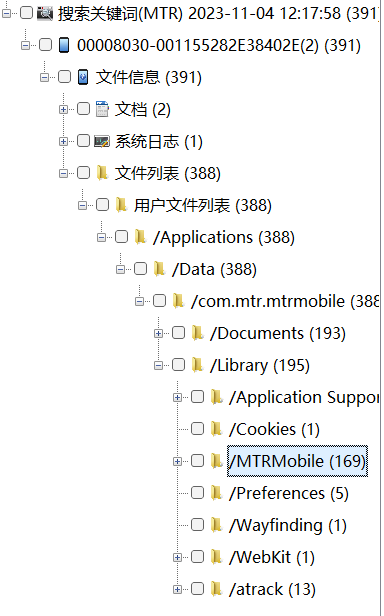 搜索关键词(MTR) 2023-11-04 12:17:58 (391
00008030-001155282E38402E(2) (391)
文件信息 (391)
文档 (2)
系统日志 (1)
文件列表 (388)
用户文件列表 (388)
/Applications (388)
/Data (388)
/com.mtr.mtrmobile (388
/Documents (193)
/Library (195)
/Application Suppo
/Cookies (1)
/MTRMobile (169)
/Preferences (5)
/Wayfinding (1)
/WebKit (1)
/atrack (13)